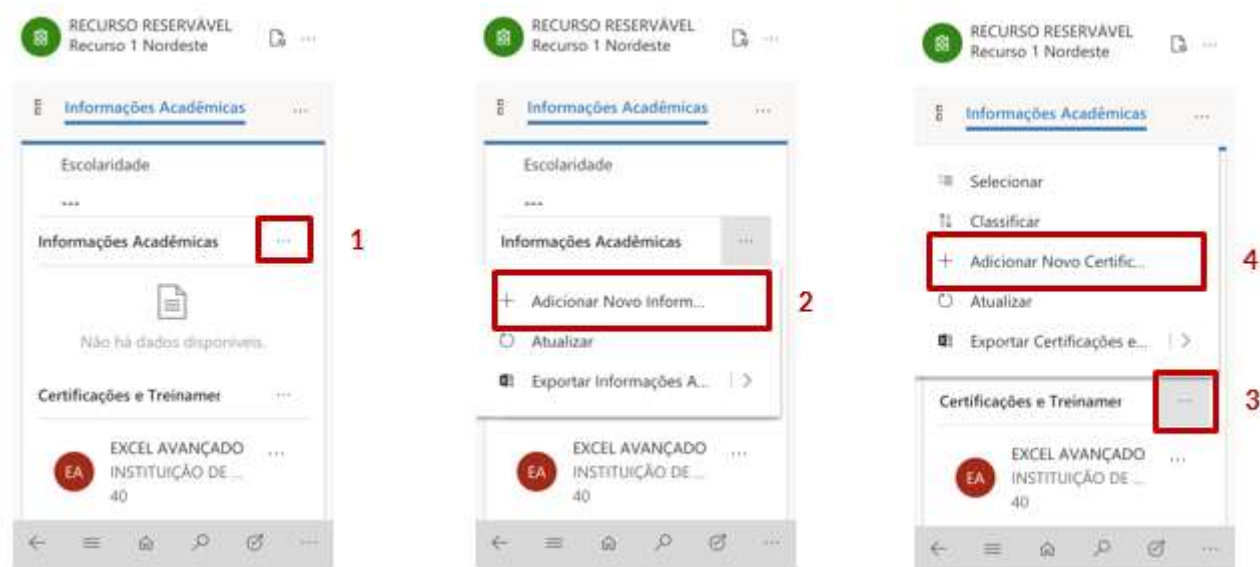 RECURSO RESERVÁVEL
Recurso 1 Nordeste
...
Informações Acadêmicas
...
Escolaridade
---
Informações Acadêmicas
...
1
Não há dados disponíveis.
Certificações e Treinamer
...
EXCEL AVANÇADO
...
EA
INSTITUIÇÃO DE ...
40
...
RECURSO RESERVÁVEL
Recurso 1 Nordeste
...
Informações Acadêmicas
...
Escolaridade
---
Informações Acadêmicas
...
+ Adicionar Novo Inform...
2
Atualizar
Exportar Informações A...
EXCEL AVANÇADO
...
EA
INSTITUIÇÃO DE ...
40
...
RECURSO RESERVÁVEL
Recurso 1 Nordeste
...
Informações Acadêmicas
...
Selecionar
Classificar
+ Adicionar Novo Certific...
4
Atualizar
Exportar Certificações e...
Certificações e Treinamer
...
3
EXCEL AVANÇADO
...
EA
INSTITUIÇÃO DE ...
40
...